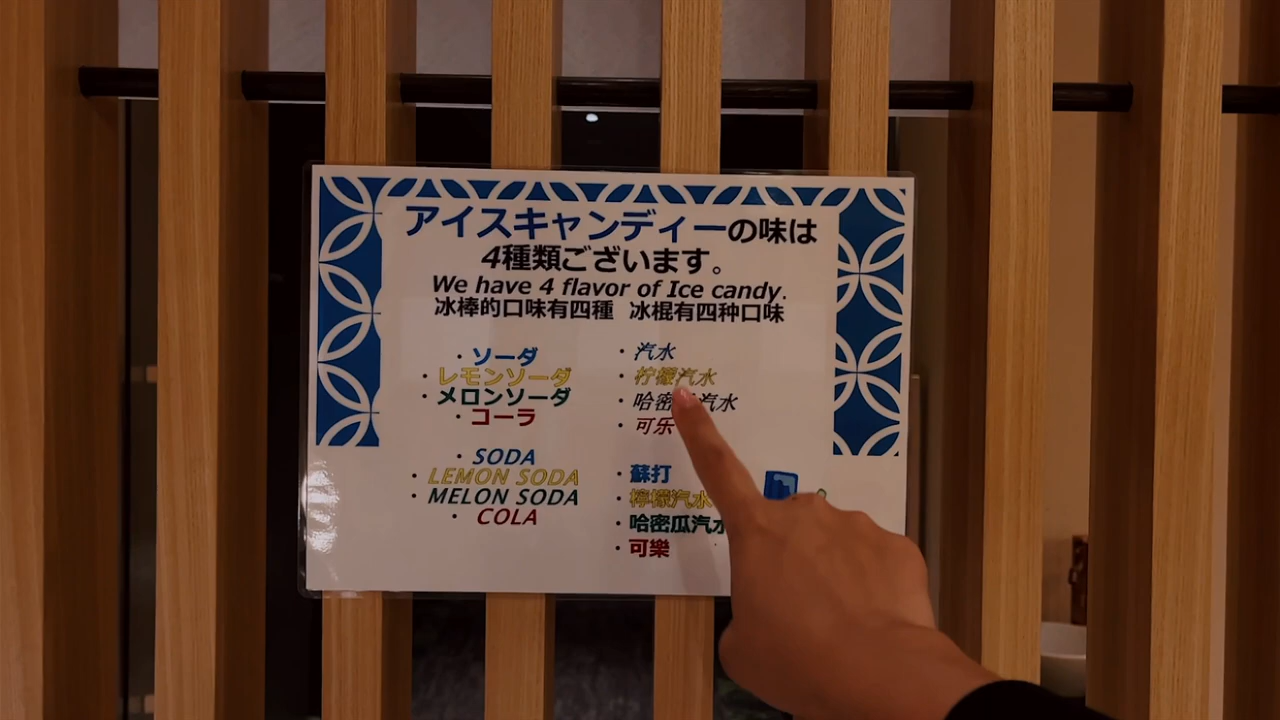 アイスキャンディーの味は
4種類ございます。
We have 4 flavor of Ice candy.
冰棒的口味有四種 冰棍有四种口味
・ソーダ
・レモンソーダ
・メロンソーダ
・コーラ
・SODA
・LEMON SODA
・MELON SODA
・COLA
・汽水
・柠檬汽水
・哈密 汽水
・可乐
・蘇打
・檸檬汽水
・哈密瓜汽水
・可樂